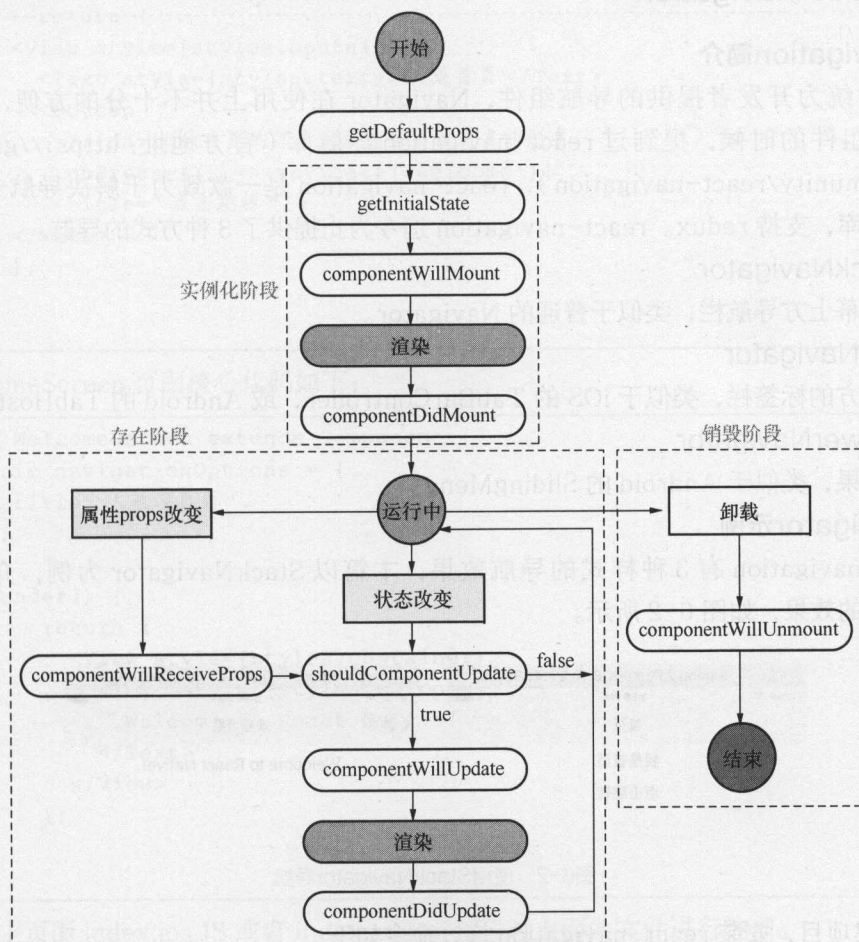 开始
getDefaultProps
getInitialState
componentWillMount
实例化阶段
渲染
componentDidMount
存在阶段
销毁阶段
属性props改变
运行中
卸载
状态改变
componentWillUnmount
componentWillReceiveProps
shouldComponentUpdate
false
true
componentWillUpdate
结束
渲染
componentDidUpdate